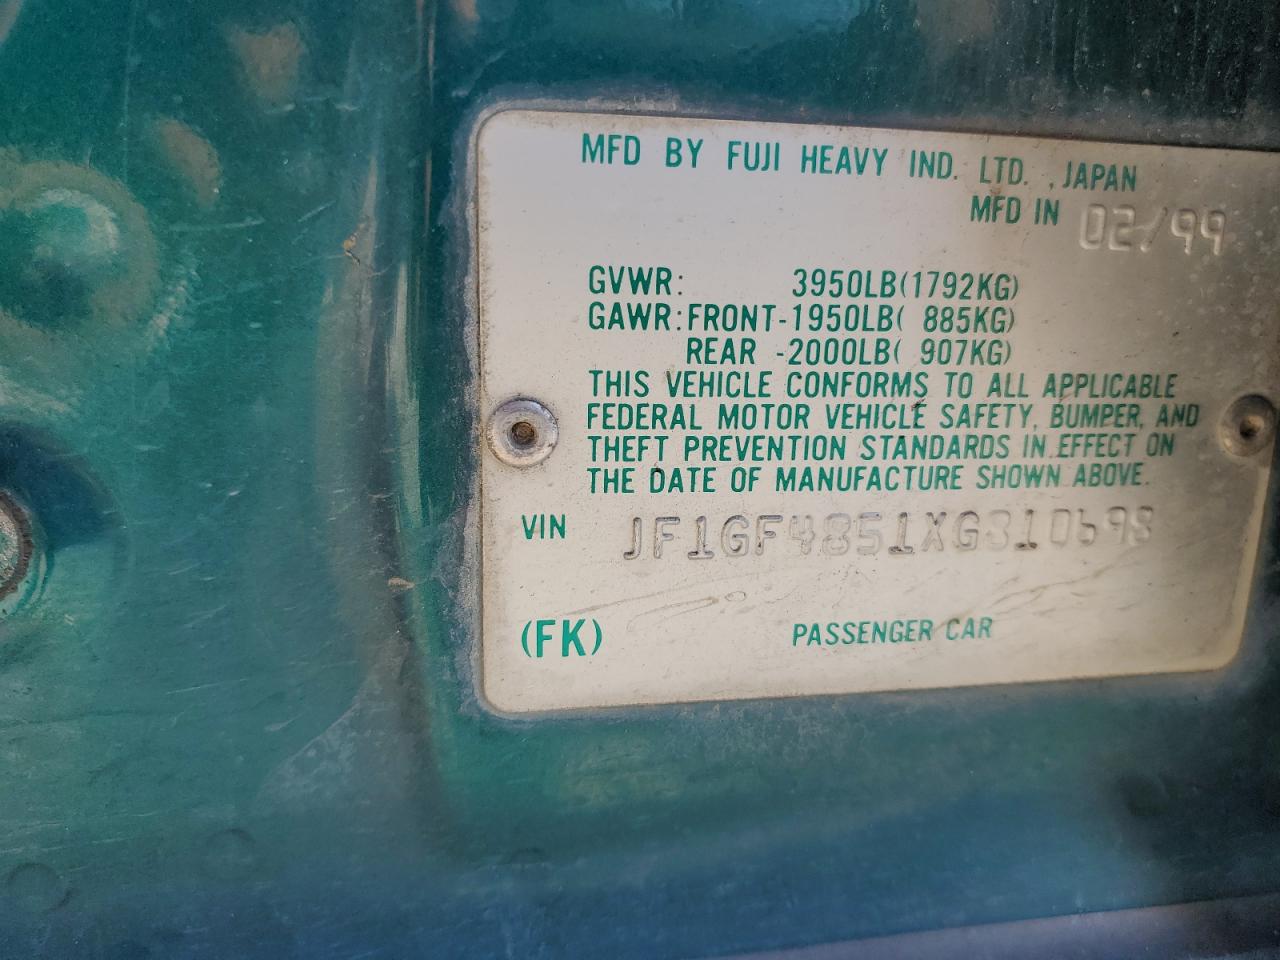 MFD BY FUJI HEAVY IND. LTD. , JAPAN
MFD IN 02/99
GVWR: 3950LB(1792KG)
GAWR:FRONT-1950LB( 885KG)
REAR -2000LB( 907KG)
THIS VEHICLE CONFORMS TO ALL APPLICABLE
FEDERAL MOTOR VEHICLE SAFETY, BUMPER, AND
THEFT PREVENTION STANDARDS IN EFFECT ON
THE DATE OF MANUFACTURE SHOWN ABOVE.
VIN JF1GF4851XG810698
(FK) PASSENGER CAR